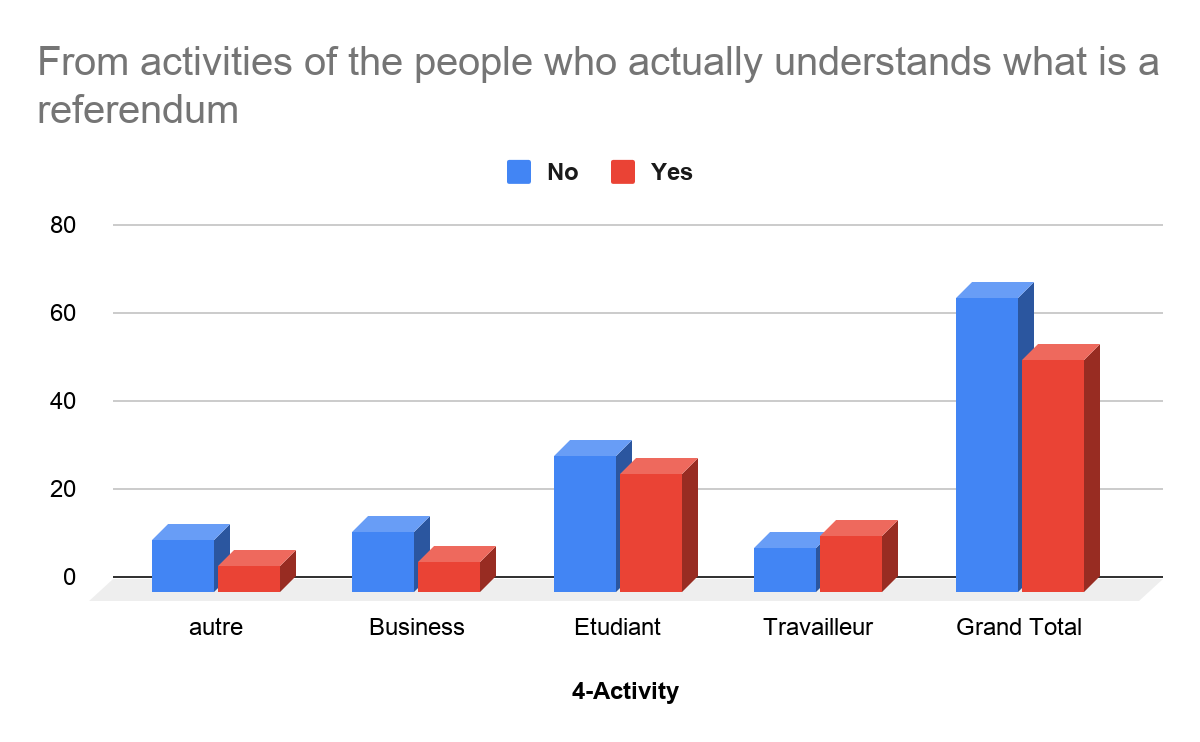 From activities of the people who actually understands what is a
referendum
No Yes
80
60
40
20
0
autre Business Etudiant Travailleur Grand Total
4-Activity